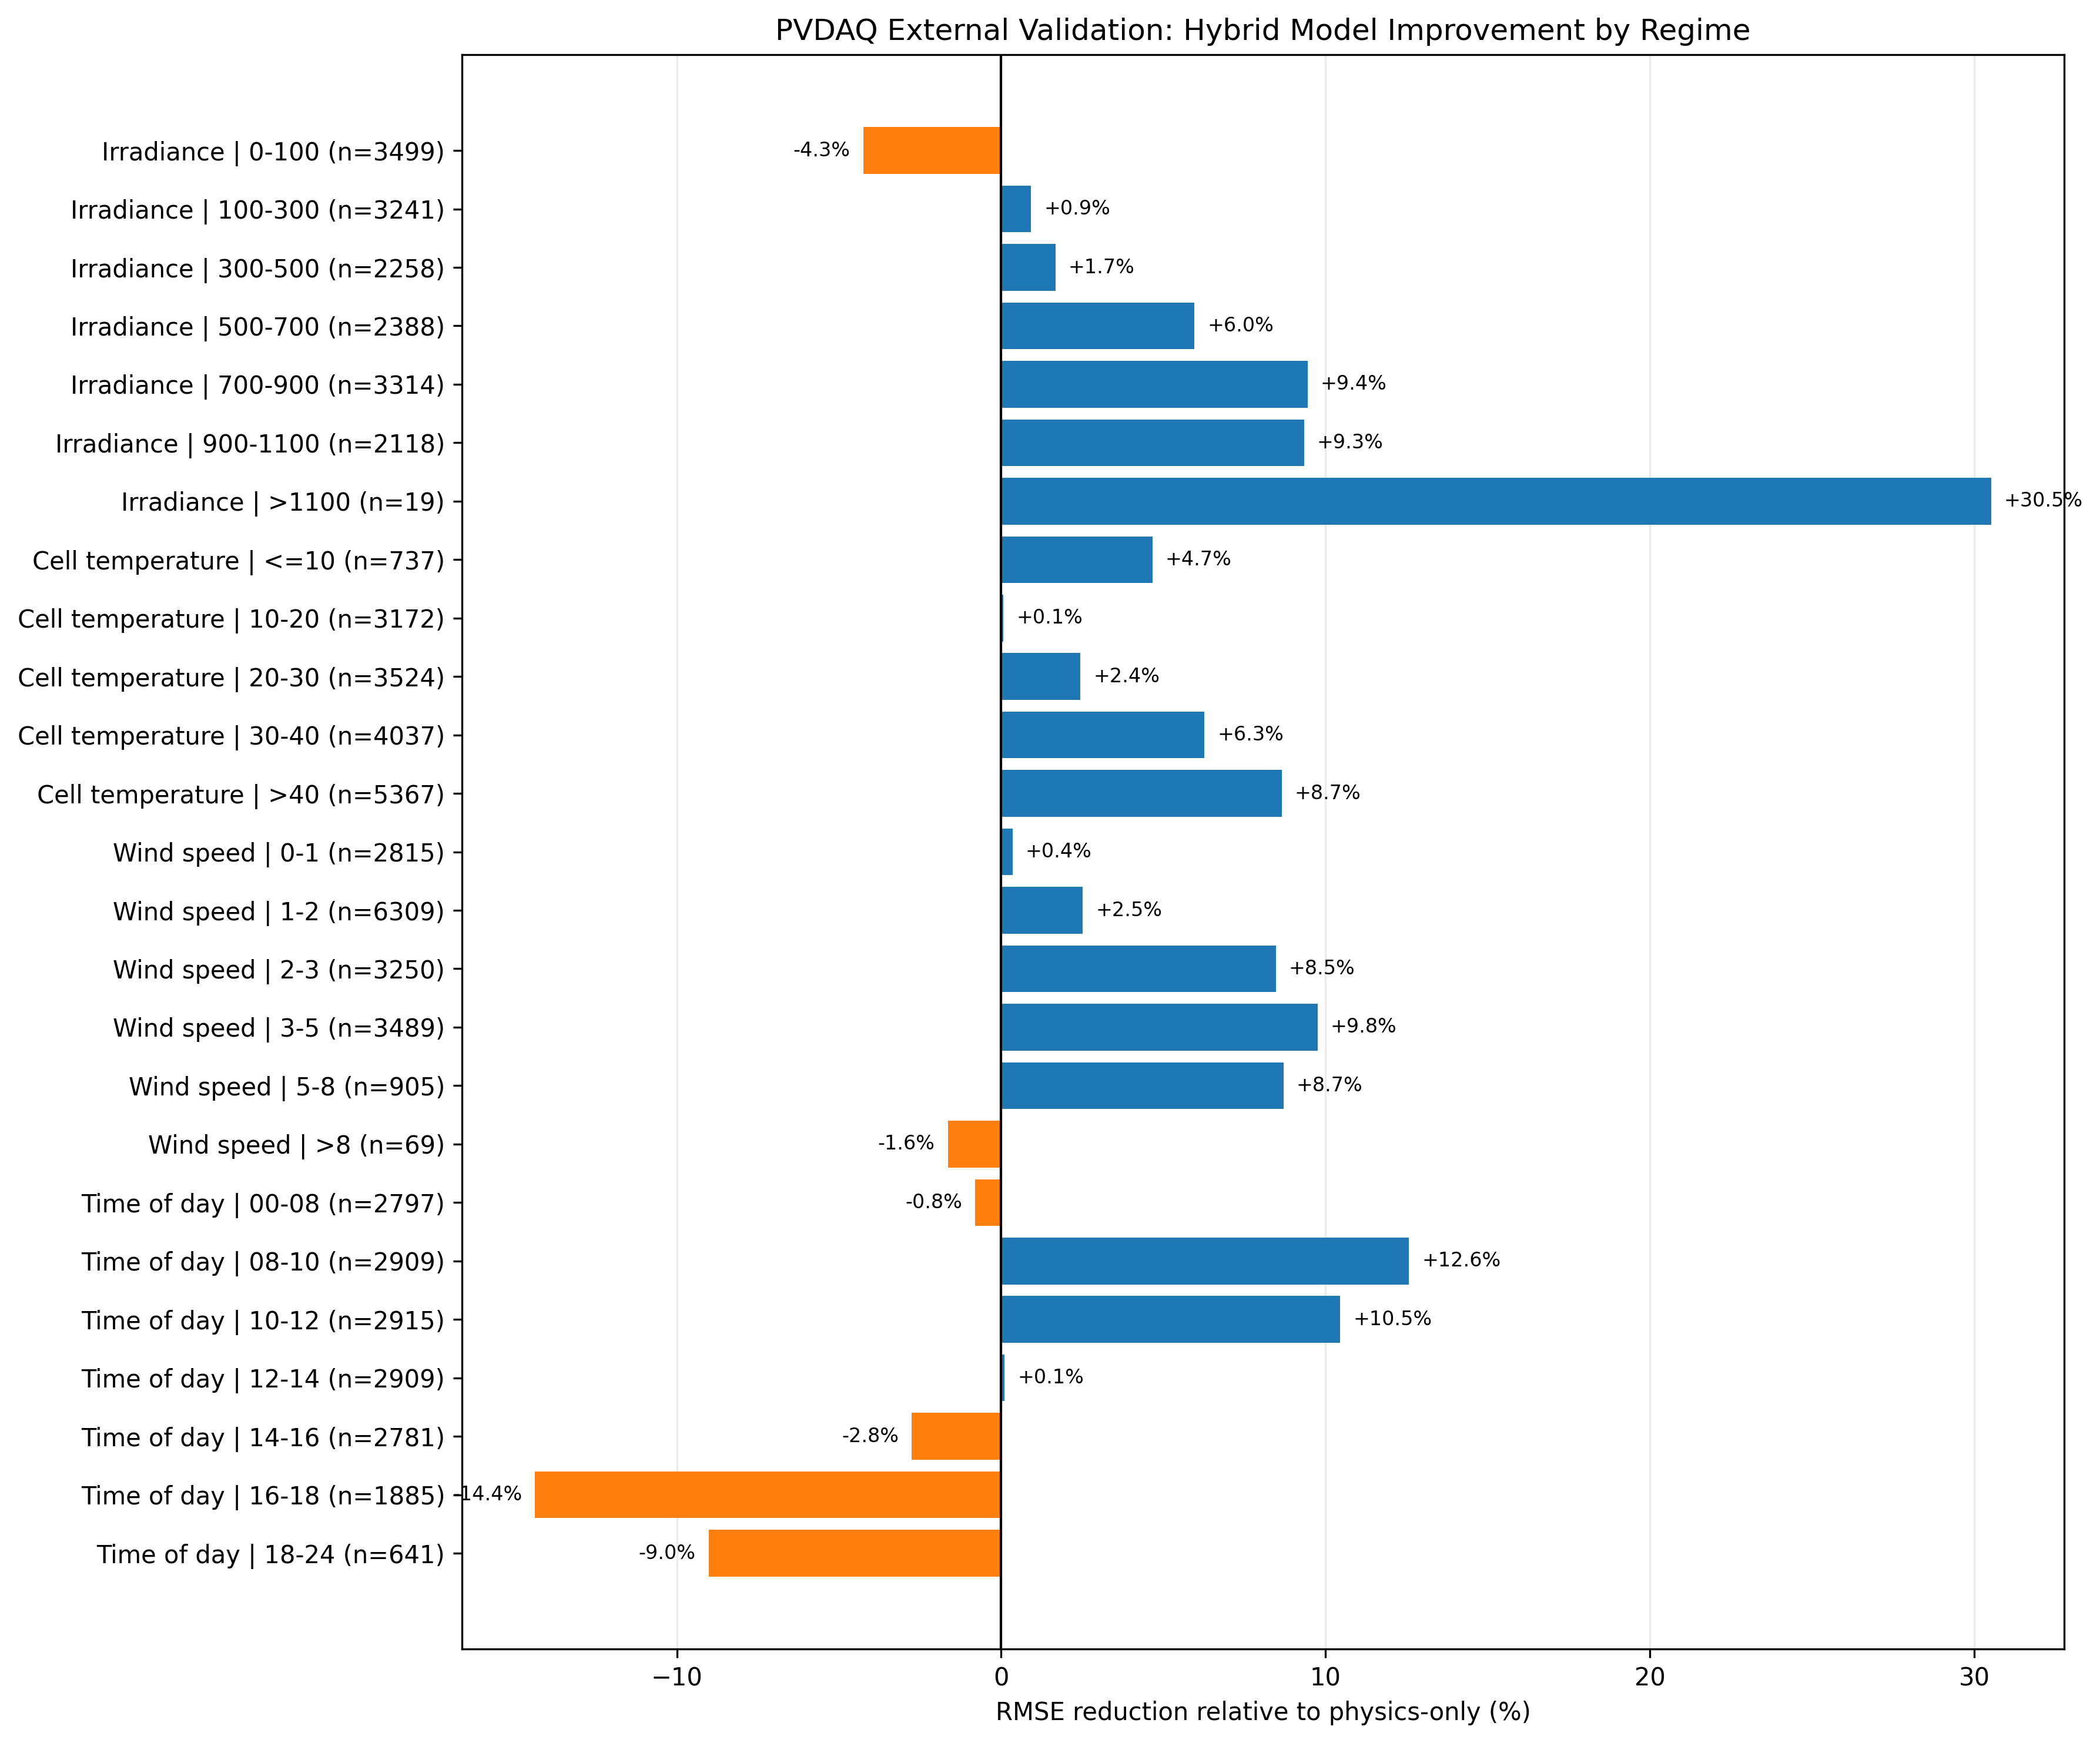 PVDAQ External Validation: Hybrid Model Improvement by Regime
Irradiance | 0-100 (n=3499) -4.3%
Irradiance | 100-300 (n=3241) +0.9%
Irradiance | 300-500 (n=2258) +1.7%
Irradiance | 500-700 (n=2388) +6.0%
Irradiance | 700-900 (n=3314) +9.4%
Irradiance | 900-1100 (n=2118) +9.3%
Irradiance | >1100 (n=19) +30.5%
Cell temperature | <=10 (n=737) +4.7%
Cell temperature | 10-20 (n=3172) +0.1%
Cell temperature | 20-30 (n=3524) +2.4%
Cell temperature | 30-40 (n=4037) +6.3%
Cell temperature | >40 (n=5367) +8.7%
Wind speed | 0-1 (n=2815) +0.4%
Wind speed | 1-2 (n=6309) +2.5%
Wind speed | 2-3 (n=3250) +8.5%
Wind speed | 3-5 (n=3489) +9.8%
Wind speed | 5-8 (n=905) +8.7%
Wind speed | >8 (n=69) -1.6%
Time of day | 00-08 (n=2797) -0.8%
Time of day | 08-10 (n=2909) +12.6%
Time of day | 10-12 (n=2915) +10.5%
Time of day | 12-14 (n=2909) +0.1%
Time of day | 14-16 (n=2781) -2.8%
Time of day | 16-18 (n=1885) -14.4%
Time of day | 18-24 (n=641) -9.0%
−10 0 10 20 30
RMSE reduction relative to physics-only (%)